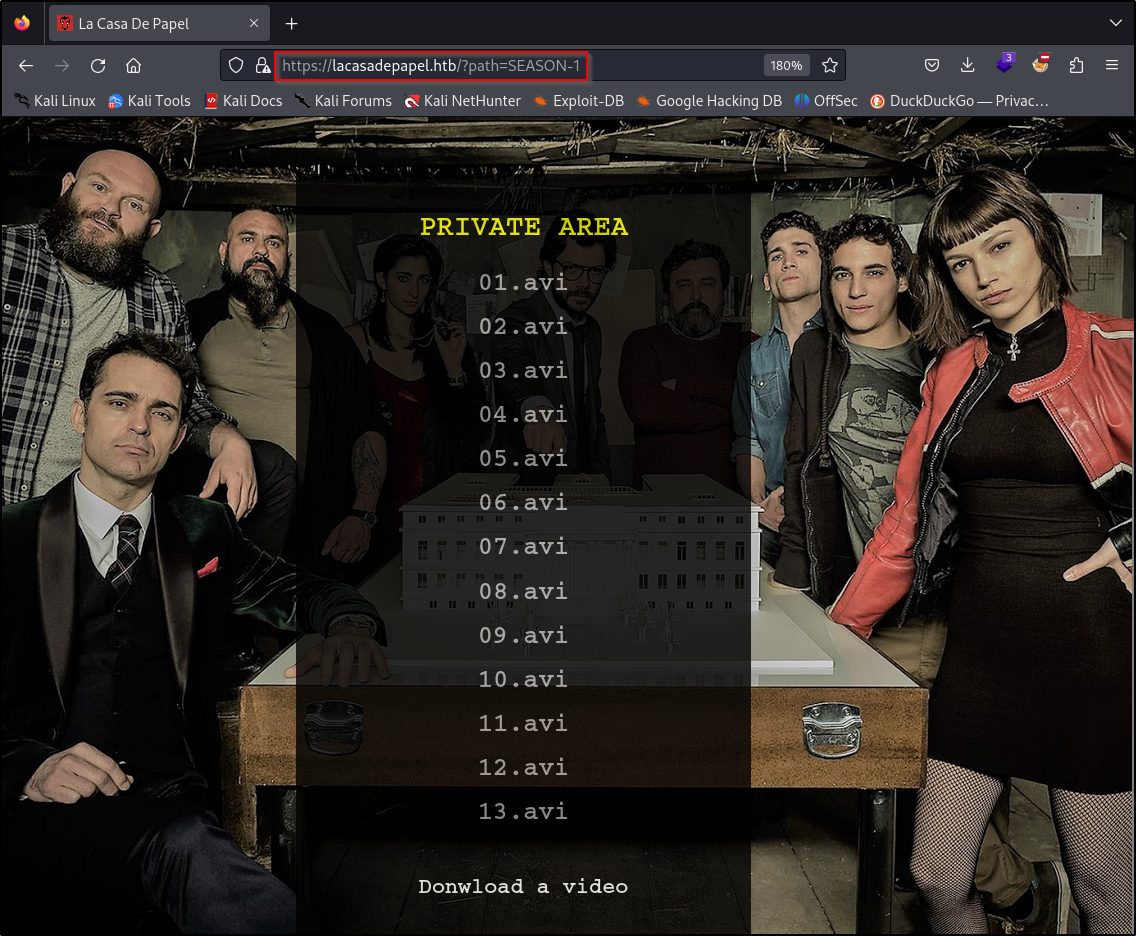 La Casa De Papel
https://lacasadepapel.htb/?path=SEASON-1
180%
3
Kali Linux
Kali Tools
Kali Docs
Kali Forums
Kali NetHunter
Exploit-DB
Google Hacking DB
OffSec
DuckDuckGo — Privac…
PRIVATE AREA
01.avi
02.avi
03.avi
04.avi
05.avi
06.avi
07.avi
08.avi
09.avi
10.avi
11.avi
12.avi
13.avi
Donwload a video